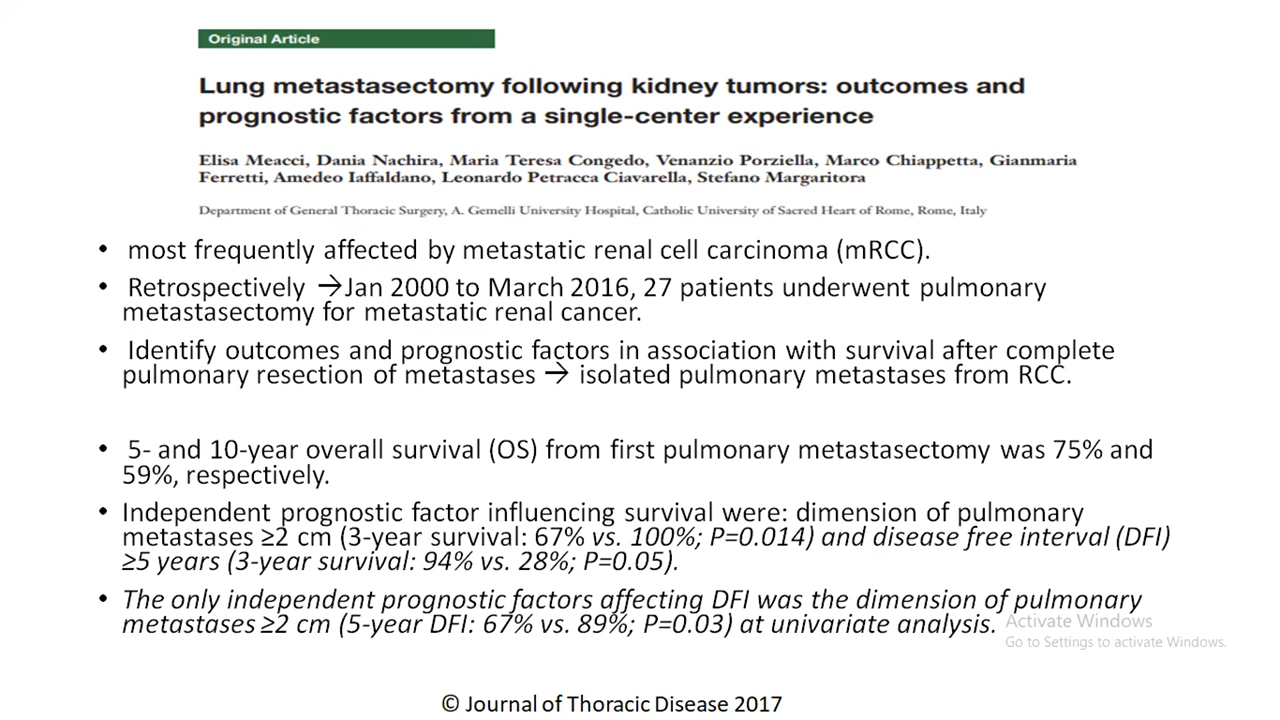 Original Article
Lung metastasectomy following kidney tumors: outcomes and
prognostic factors from a single-center experience
Elisa Meacci, Dania Nachira, Maria Teresa Congedo, Venanzio Porziella, Marco Chiappetta, Gianmaria
Ferretti, Amedeo Iaffaldano, Leonardo Petracca Ciavarella, Stefano Margaritora
Department of General Thoracic Surgery, A. Gemelli University Hospital, Catholic University of Sacred Heart of Rome, Rome, Italy
• most frequently affected by metastatic renal cell carcinoma (mRCC).
• Retrospectively →Jan 2000 to March 2016, 27 patients underwent pulmonary
metastasectomy for metastatic renal cancer.
• Identify outcomes and prognostic factors in association with survival after complete
pulmonary resection of metastases → isolated pulmonary metastases from RCC.
• 5- and 10-year overall survival (OS) from first pulmonary metastasectomy was 75% and
59%, respectively.
• Independent prognostic factor influencing survival were: dimension of pulmonary
metastases ≥2 cm (3-year survival: 67% vs. 100%; P=0.014) and disease free interval (DFI)
≥5 years (3-year survival: 94% vs. 28%; P=0.05).
• The only independent prognostic factors affecting DFI was the dimension of pulmonary
metastases ≥2 cm (5-year DFI: 67% vs. 89%; P=0.03) at univariate analysis.
Activate Windows
Go to Settings to activate Windows.
© Journal of Thoracic Disease 2017